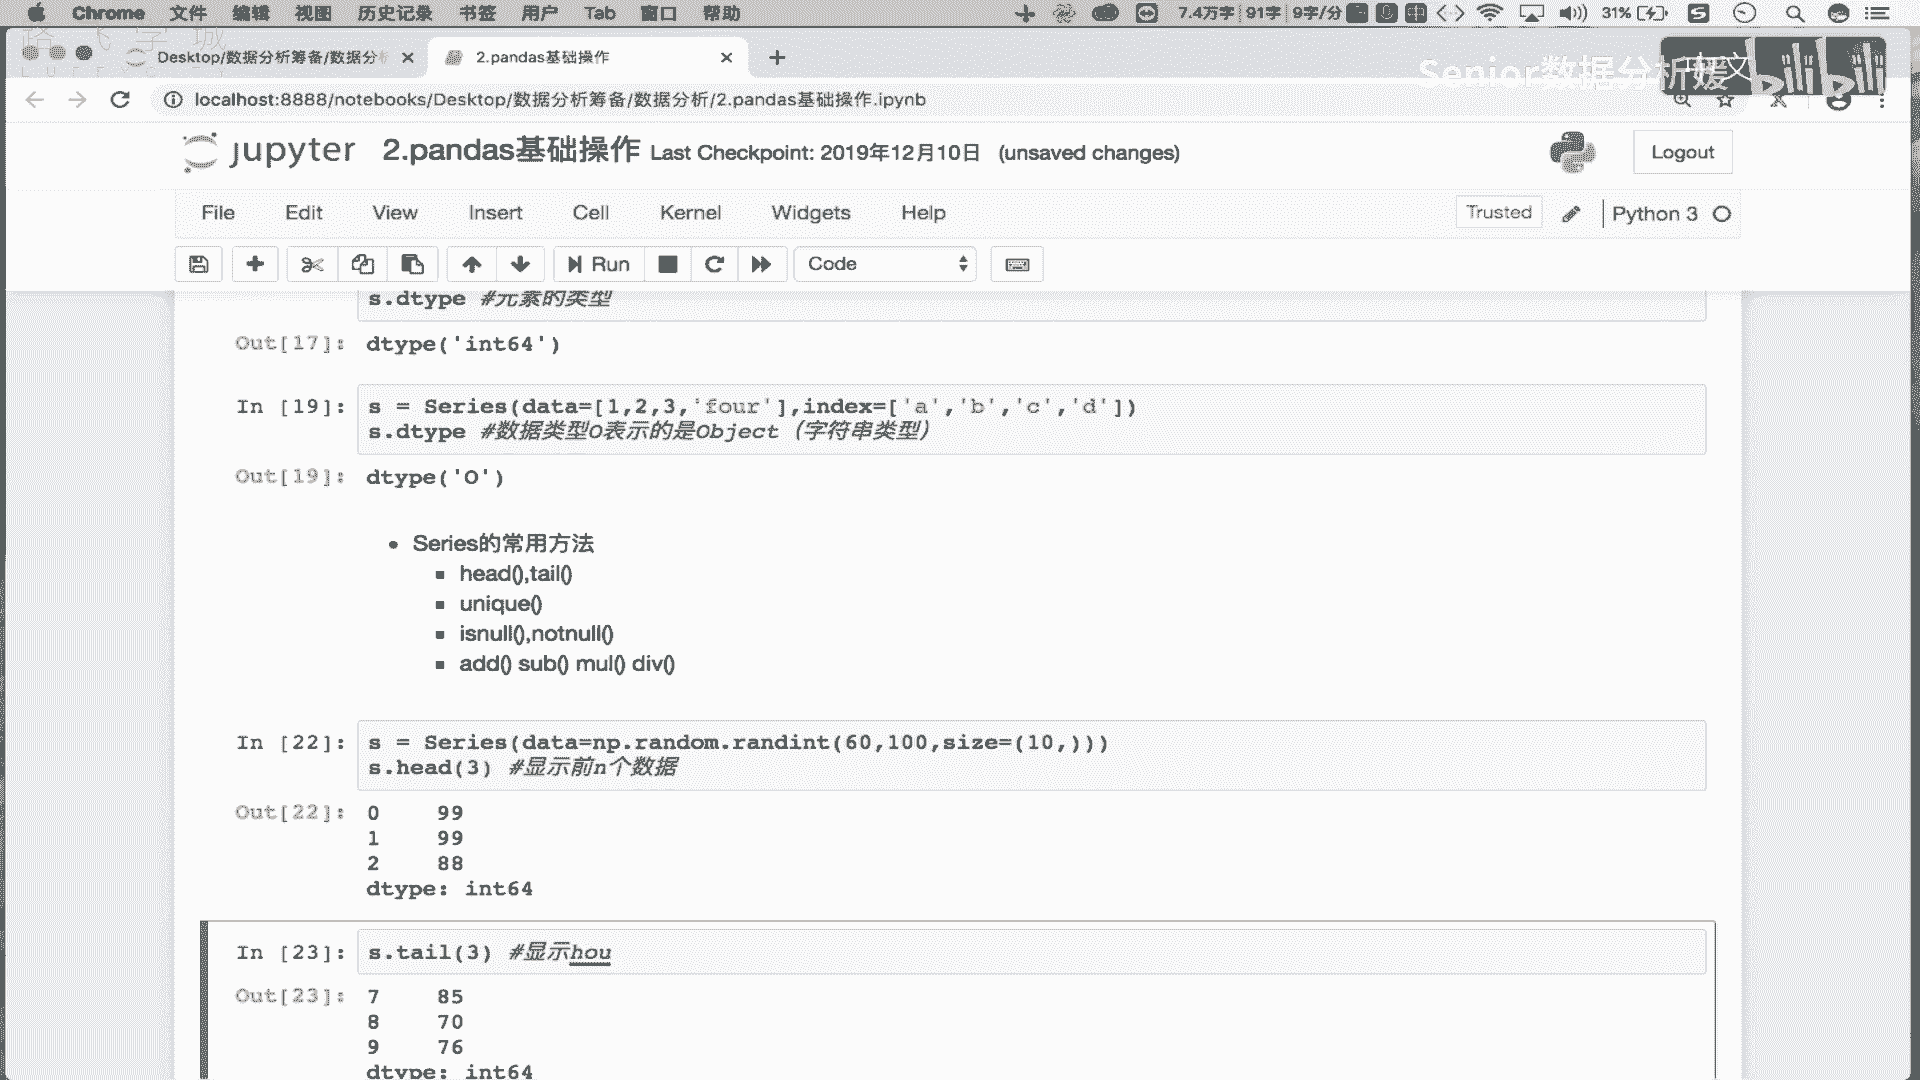 Chrome 文件 编辑 视图 历史记录 书签 用户 Tab 窗口 帮助 7.4万字 91字 9字/分 31%
Desktop/数据分析筹备/数据分析 2.pandas基础操作
Senior数据分析媛 bilibili
localhost:8888/notebooks/Desktop/数据分析筹备/数据分析/2.pandas基础操作.ipynb
jupyter 2.pandas基础操作 Last Checkpoint: 2019年12月10日 (unsaved changes) Logout
File Edit View Insert Cell Kernel Widgets Help Trusted Python 3
Run Code
s.dtype #元素的类型
Out[17]: dtype('int64')
In [19]: s = Series(data=[1,2,3,'four'],index=['a','b','c','d'])
s.dtype #数据类型O表示的是Object（字符串类型）
Out[19]: dtype('O')
Series的常用方法
head(),tail()
unique()
isnull(),notnull()
add() sub() mul() div()
In [22]: s = Series(data=np.random.randint(60,100,size=(10,)))
s.head(3) #显示前n个数据
Out[22]: 0 99
1 99
2 88
dtype: int64
In [23]: s.tail(3) #显示hou
Out[23]: 7 85
8 70
9 76
dtype: int64